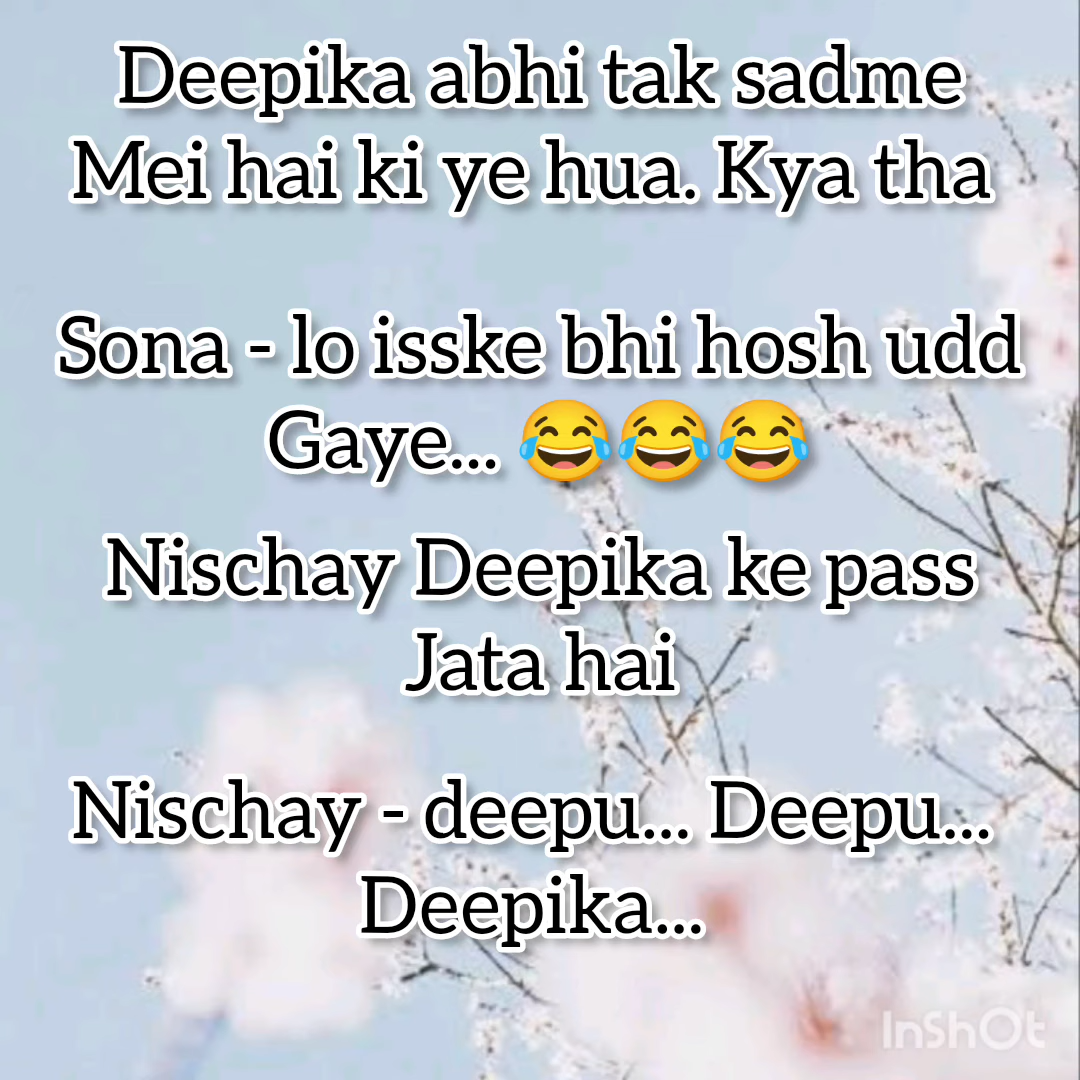 Deepika abhi tak sadme
Mei hai ki ye hua. Kya tha
Sona - lo isske bhi hosh udd
Gaye... 😂😂😂
Nischay Deepika ke pass
Jata hai
Nischay - deepu... Deepu...
Deepika...
InShOt